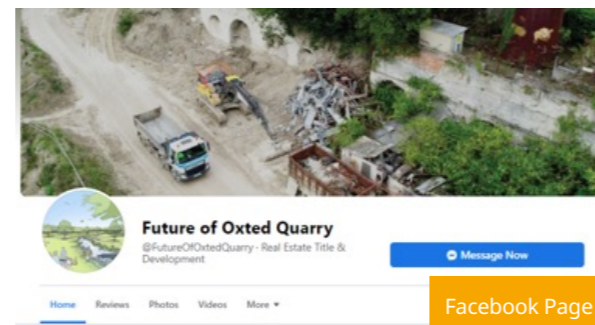 Future of Oxted Quarry
@FutureOfOxtedQuarry · Real Estate Title &
Development
Message Now
Home Reviews Photos Videos More
Facebook Page